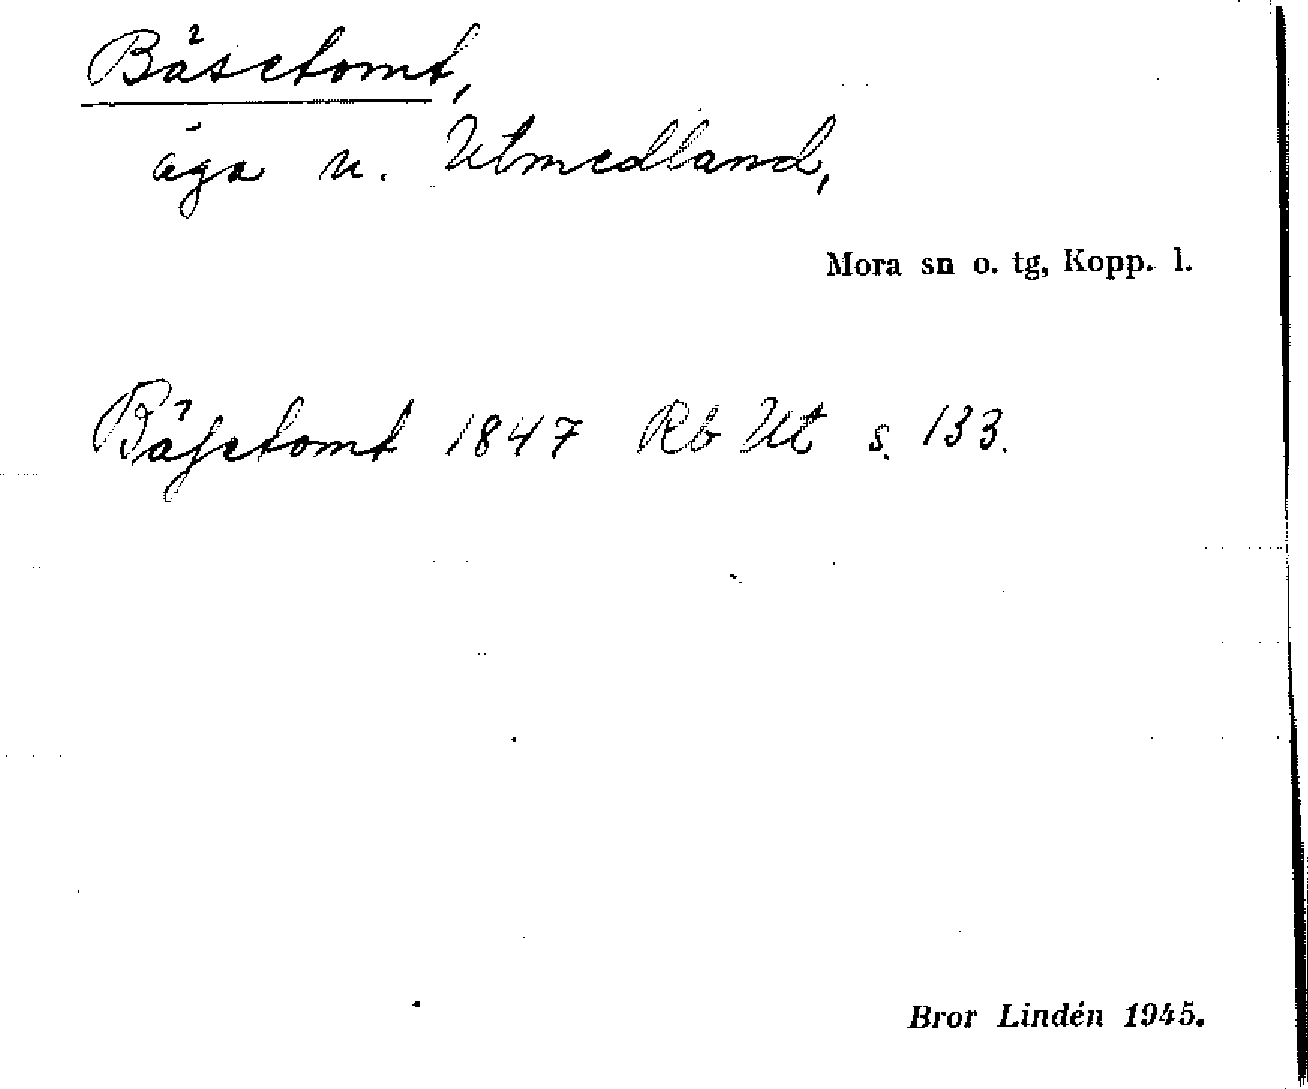 Båsetomt,
äga u. Utmedland,
Mora sn o. tg, Kopp. l.
Båsetomt 1847 Rb Ut s. 133.
Bror Lindén 1945.